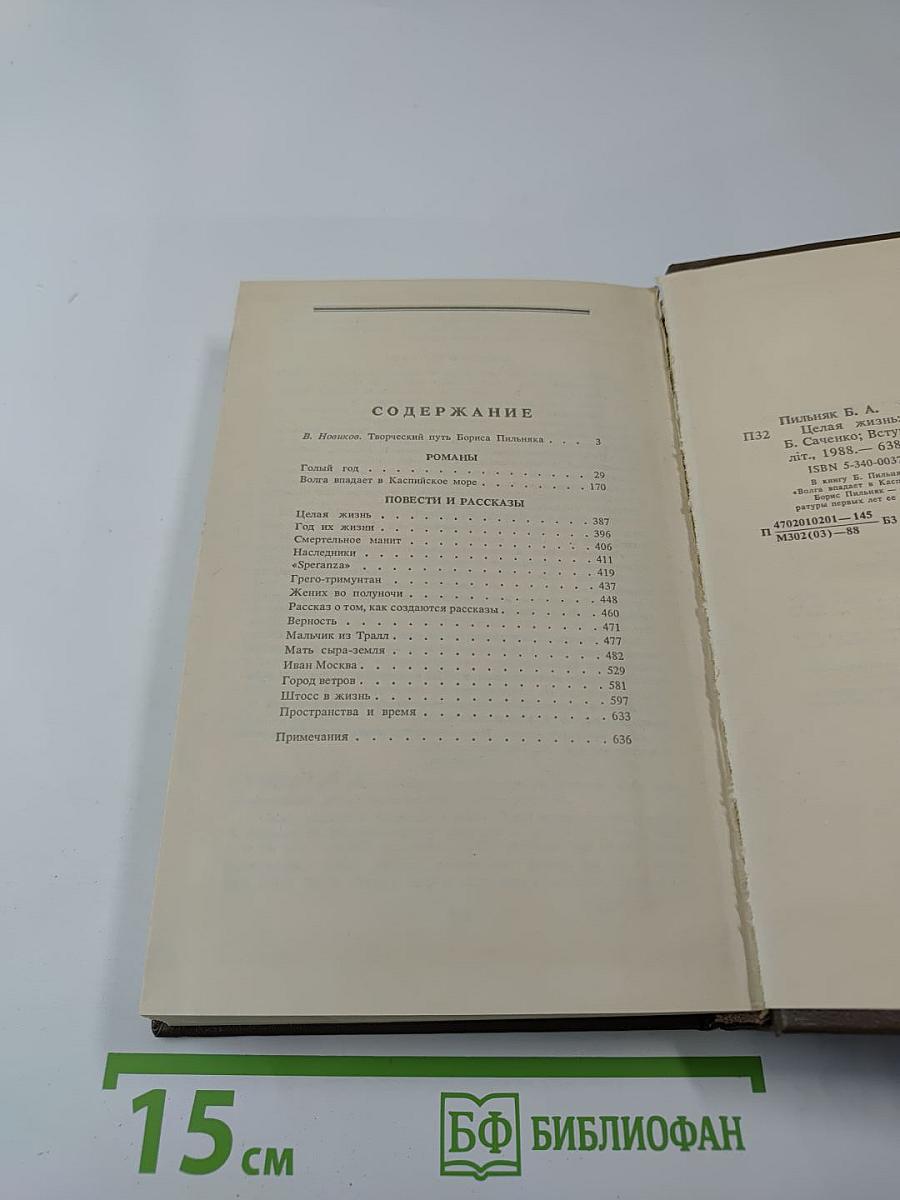 СОДЕРЖАНИЕ
В. Новиков. Творческий путь Бориса Пильняка . . . 3
РОМАНЫ
Голый год . . . . . . . . . . . . . . . . 29
Волга впадает в Каспийское море . . . . . . . . 170
ПОВЕСТИ И РАССКАЗЫ
Целая жизнь . . . . . . . . . . . . . . . 387
Год их жизни . . . . . . . . . . . . . . . 396
Смертельное манит . . . . . . . . . . . . . 406
Наследники . . . . . . . . . . . . . . . . 411
«Speranza» . . . . . . . . . . . . . . . . 419
Грего-тримунтан . . . . . . . . . . . . . . 437
Жених во полуночи . . . . . . . . . . . . . 448
Рассказ о том, как создаются рассказы . . . . . . . 460
Верность . . . . . . . . . . . . . . . . . 471
Мальчик из Тралл . . . . . . . . . . . . . . 477
Мать сыра-земля . . . . . . . . . . . . . . 482
Иван Москва . . . . . . . . . . . . . . . . 529
Город ветров . . . . . . . . . . . . . . . . 581
Штосс в жизнь . . . . . . . . . . . . . . . 597
Пространства и время . . . . . . . . . . . . 633
Примечания . . . . . . . . . . . . . . . . 636
Пильняк Б. А.
П32 Целая жизнь:
Б. Саченко; Всту
літ., 1988.— 638
ISBN 5-340-0037
В книгу Б. Пильня
«Волга впадает в Касп
Борис Пильняк —
ратуры первых лет ее
П 4702010201—145 БЗ
М302(03)—88
15 см
БФ БИБЛИОФАН